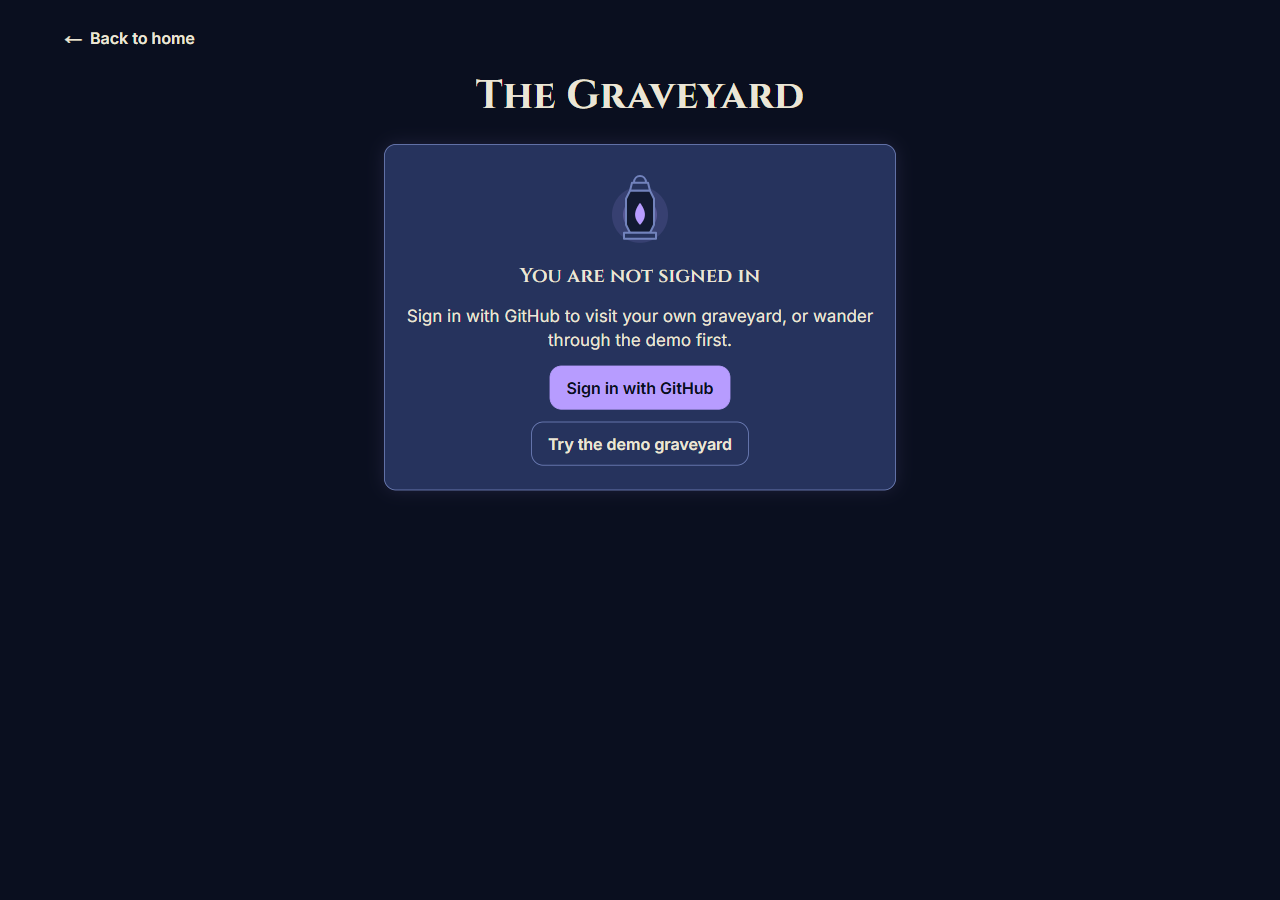 ← Back to home
The Graveyard
You are not signed in
Sign in with GitHub to visit your own graveyard, or wander
through the demo first.
Sign in with GitHub
Try the demo graveyard